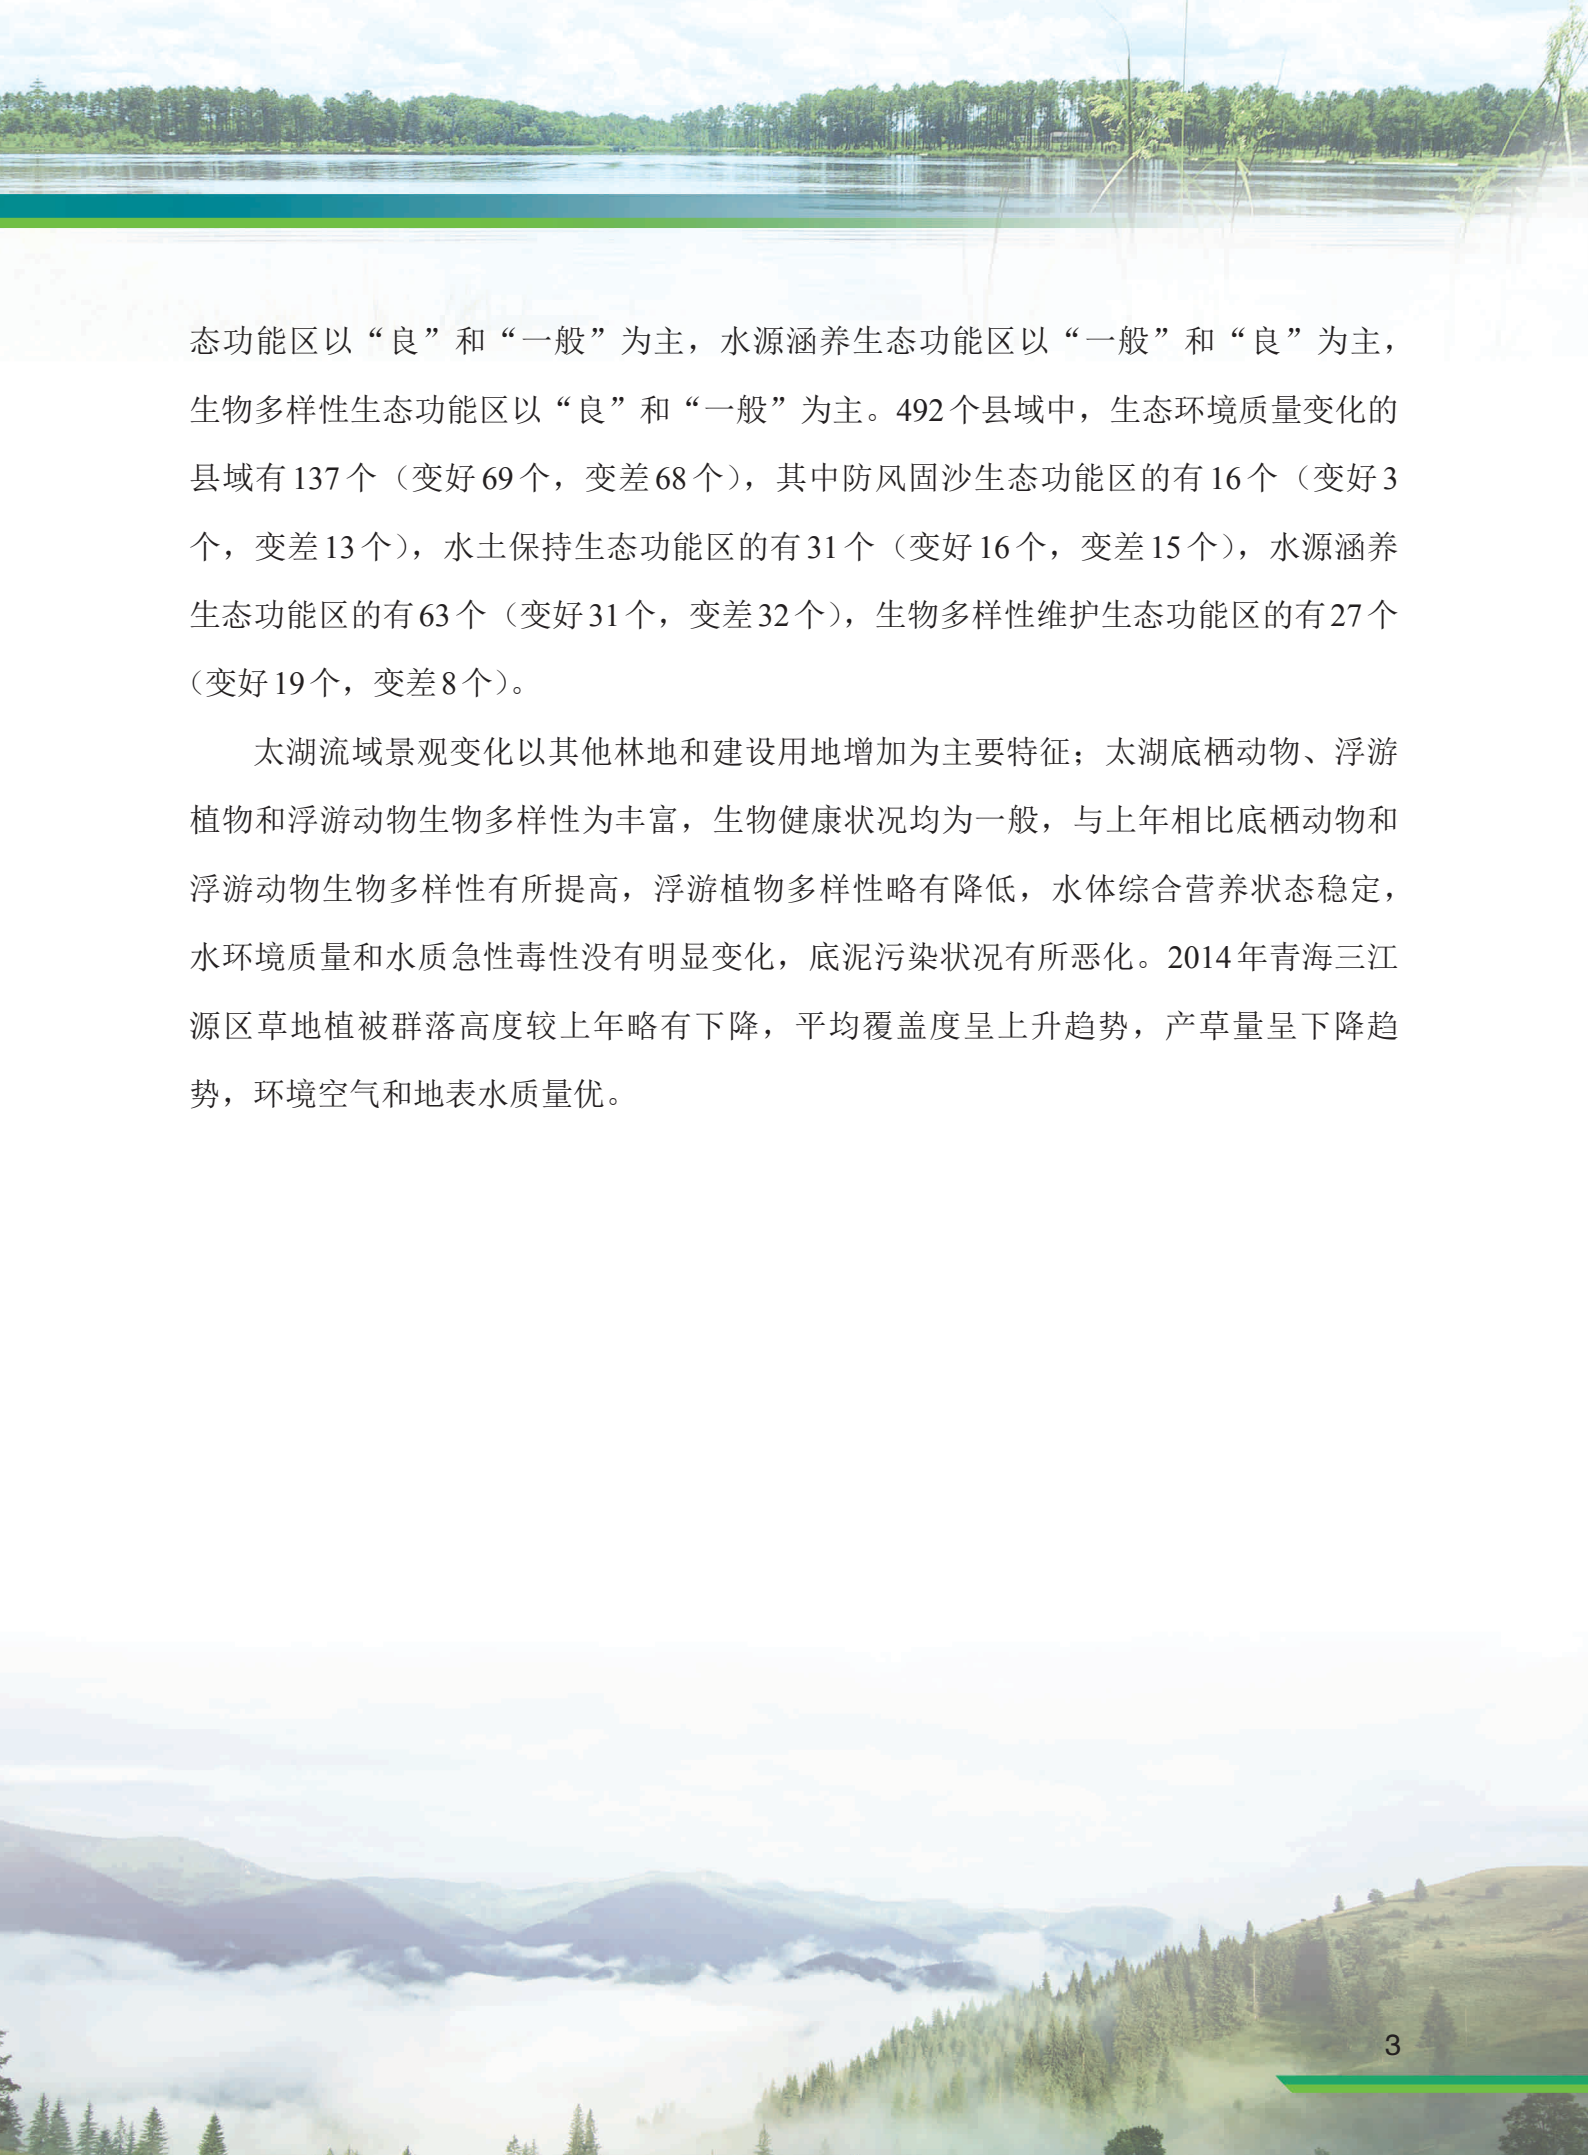 态功能区以“良”和“一般”为主，水源涵养生态功能区以“一般”和“良”为主，
生物多样性生态功能区以“良”和“一般”为主。492个县域中，生态环境质量变化的
县域有137个（变好69个，变差68个），其中防风固沙生态功能区的有16个（变好3
个，变差13个），水土保持生态功能区的有31个（变好16个，变差15个），水源涵养
生态功能区的有63个（变好31个，变差32个），生物多样性维护生态功能区的有27个
（变好19个，变差8个）。
太湖流域景观变化以其他林地和建设用地增加为主要特征；太湖底栖动物、浮游
植物和浮游动物生物多样性为丰富，生物健康状况均为一般，与上年相比底栖动物和
浮游动物生物多样性有所提高，浮游植物多样性略有降低，水体综合营养状态稳定，
水环境质量和水质急性毒性没有明显变化，底泥污染状况有所恶化。2014年青海三江
源区草地植被群落高度较上年略有下降，平均覆盖度呈上升趋势，产草量呈下降趋
势，环境空气和地表水质量优。
3